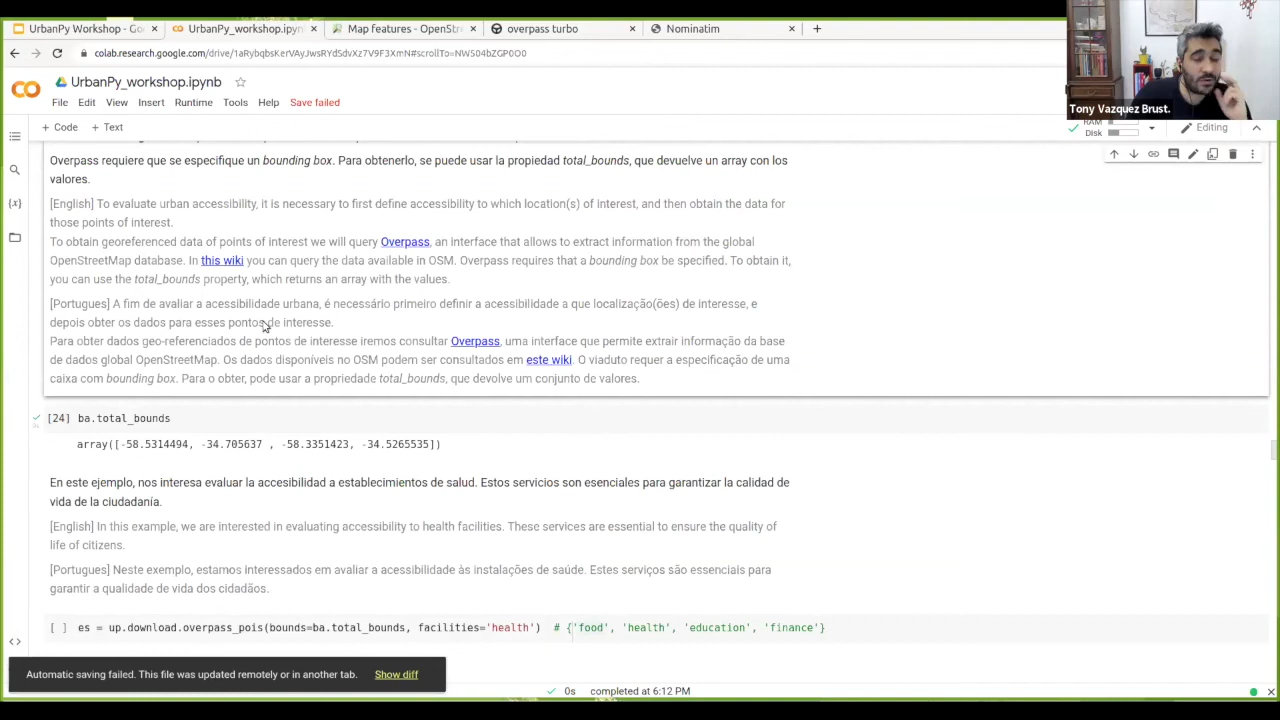 UrbanPy Workshop - Go
UrbanPy_workshop.ipyn
Map features - OpenStre
overpass turbo
Nominatim
colab.research.google.com/drive/1aRybqbsKerVAyJwsRYdSdvXz7V9F3XmN#scrollTo=NWS04bZGP0O0
UrbanPy_workshop.ipynb
File Edit View Insert Runtime Tools Help Save failed
Tony Vazquez Brust.
+ Code + Text
RAM
Disk
Editing
Overpass requiere que se especifique un bounding box. Para obtenerlo, se puede usar la propiedad total_bounds, que devuelve un array con los
valores.
[English] To evaluate urban accessibility, it is necessary to first define accessibility to which location(s) of interest, and then obtain the data for
those points of interest.
To obtain georeferenced data of points of interest we will query Overpass, an interface that allows to extract information from the global
OpenStreetMap database. In this wiki you can query the data available in OSM. Overpass requires that a bounding box be specified. To obtain it,
you can use the total_bounds property, which returns an array with the values.
[Portugues] A fim de avaliar a acessibilidade urbana, é necessário primeiro definir a acessibilidade a que localização(ões) de interesse, e
depois obter os dados para esses pontos de interesse.
Para obter dados geo-referenciados de pontos de interesse iremos consultar Overpass, uma interface que permite extrair informação da base
de dados global OpenStreetMap. Os dados disponíveis no OSM podem ser consultados em este wiki. O viaduto requer a especificação de uma
caixa com bounding box. Para o obter, pode usar a propriedade total_bounds, que devolve um conjunto de valores.
[24] ba.total_bounds
array([-58.5314494, -34.705637 , -58.3351423, -34.5265535])
En este ejemplo, nos interesa evaluar la accesibilidad a establecimientos de salud. Estos servicios son esenciales para garantizar la calidad de
vida de la ciudadanía.
[English] In this example, we are interested in evaluating accessibility to health facilities. These services are essential to ensure the quality of
life of citizens.
[Portugues] Neste exemplo, estamos interessados em avaliar a acessibilidade às instalações de saúde. Estes serviços são essenciais para
garantir a qualidade de vida dos cidadãos.
[ ] es = up.download.overpass_pois(bounds=ba.total_bounds, facilities='health') # {'food', 'health', 'education', 'finance'}
Automatic saving failed. This file was updated remotely or in another tab. Show diff
0s completed at 6:12 PM